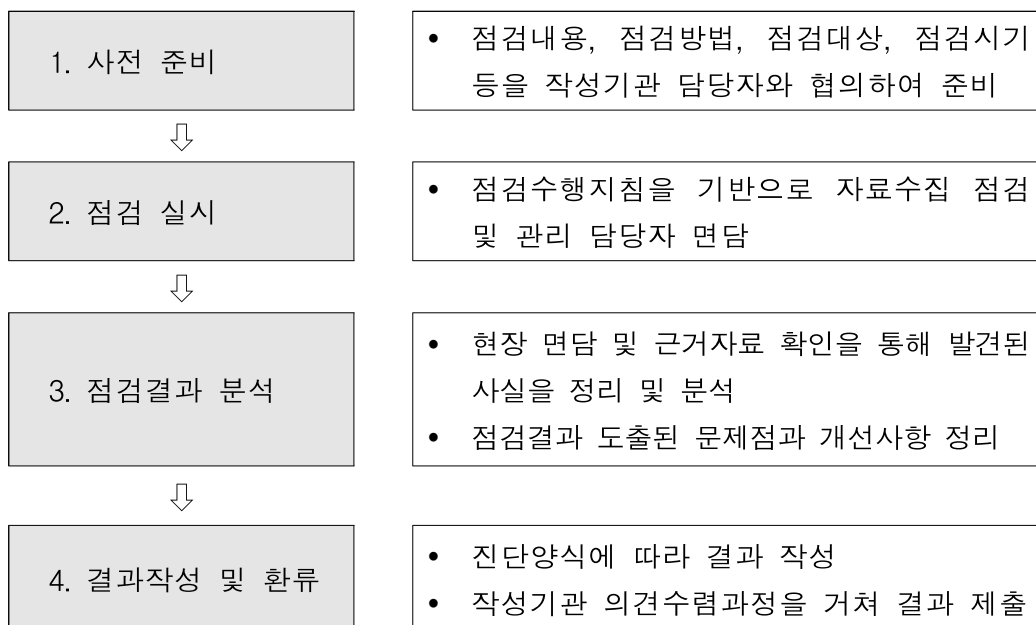 1. 사전 준비
• 점검내용, 점검방법, 점검대상, 점검시기
등을 작성기관 담당자와 협의하여 준비
2. 점검 실시
• 점검수행지침을 기반으로 자료수집 점검
및 관리 담당자 면담
3. 점검결과 분석
• 현장 면담 및 근거자료 확인을 통해 발견된
사실을 정리 및 분석
• 점검결과 도출된 문제점과 개선사항 정리
4. 결과작성 및 환류
• 진단양식에 따라 결과 작성
• 작성기관 의견수렴과정을 거쳐 결과 제출